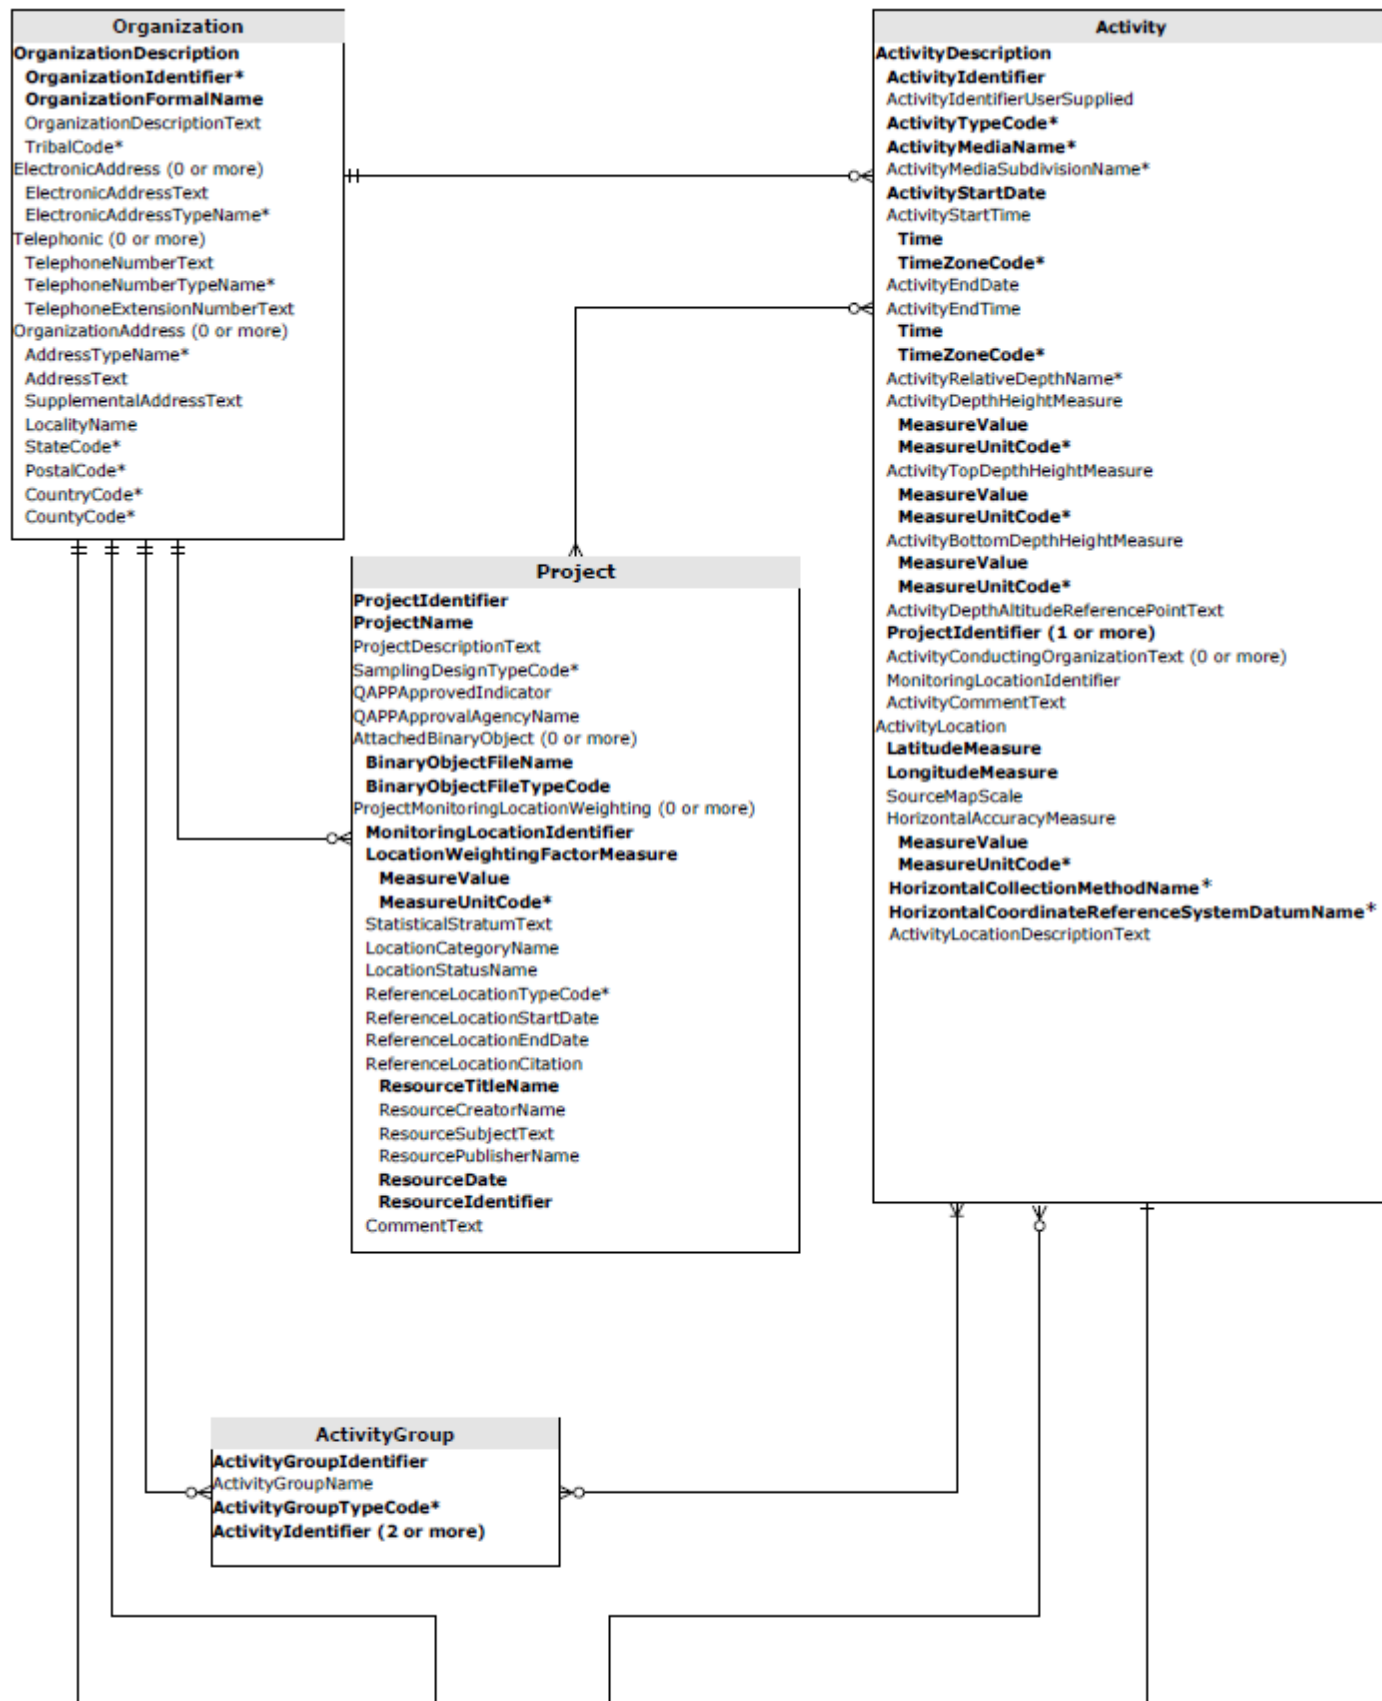 Organization
OrganizationDescription
OrganizationIdentifier*
OrganizationFormalName
OrganizationDescriptionText
TribalCode*
ElectronicAddress (0 or more)
ElectronicAddressText
ElectronicAddressTypeName*
Telephonic (0 or more)
TelephoneNumberText
TelephoneNumberTypeName*
TelephoneExtensionNumberText
OrganizationAddress (0 or more)
AddressTypeName*
AddressText
SupplementalAddressText
LocalityName
StateCode*
PostalCode*
CountryCode*
CountyCode*
Activity
ActivityDescription
ActivityIdentifier
ActivityIdentifierUserSupplied
ActivityTypeCode*
ActivityMediaName*
ActivityMediaSubdivisionName*
ActivityStartDate
ActivityStartTime
Time
TimeZoneCode*
ActivityEndDate
ActivityEndTime
Time
TimeZoneCode*
ActivityRelativeDepthName*
ActivityDepthHeightMeasure
MeasureValue
MeasureUnitCode*
ActivityTopDepthHeightMeasure
MeasureValue
MeasureUnitCode*
ActivityBottomDepthHeightMeasure
MeasureValue
MeasureUnitCode*
ActivityDepthAltitudeReferencePointText
ProjectIdentifier (1 or more)
ActivityConductingOrganizationText (0 or more)
MonitoringLocationIdentifier
ActivityCommentText
ActivityLocation
LatitudeMeasure
LongitudeMeasure
SourceMapScale
HorizontalAccuracyMeasure
MeasureValue
MeasureUnitCode*
HorizontalCollectionMethodName*
HorizontalCoordinateReferenceSystemDatumName*
ActivityLocationDescriptionText
Project
ProjectIdentifier
ProjectName
ProjectDescriptionText
SamplingDesignTypeCode*
QAPPApprovedIndicator
QAPPApprovalAgencyName
AttachedBinaryObject (0 or more)
BinaryObjectFileName
BinaryObjectFileTypeCode
ProjectMonitoringLocationWeighting (0 or more)
MonitoringLocationIdentifier
LocationWeightingFactorMeasure
MeasureValue
MeasureUnitCode*
StatisticalStratumText
LocationCategoryName
LocationStatusName
ReferenceLocationTypeCode*
ReferenceLocationStartDate
ReferenceLocationEndDate
ReferenceLocationCitation
ResourceTitleName
ResourceCreatorName
ResourceSubjectText
ResourcePublisherName
ResourceDate
ResourceIdentifier
CommentText
ActivityGroup
ActivityGroupIdentifier
ActivityGroupName
ActivityGroupTypeCode*
ActivityIdentifier (2 or more)